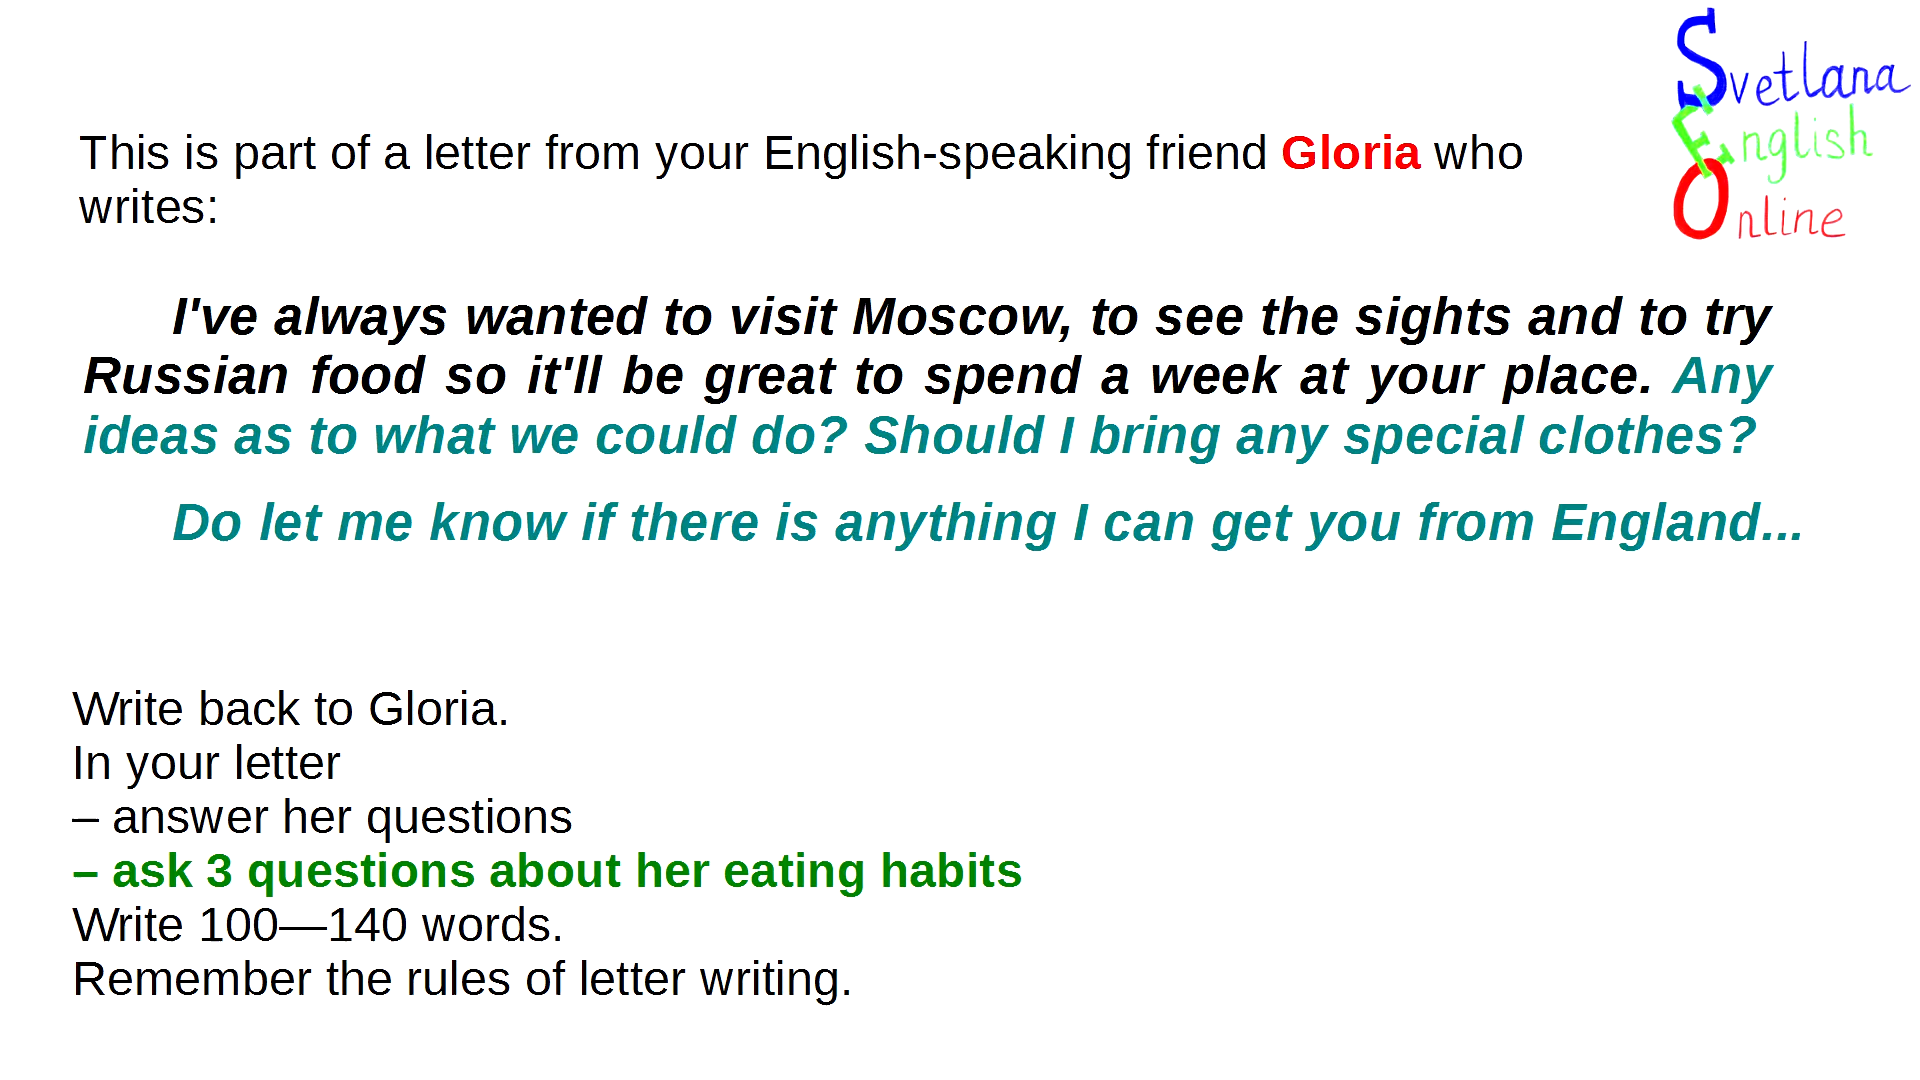 Svetlana
English
Online
This is part of a letter from your English-speaking friend Gloria who
writes:
I've always wanted to visit Moscow, to see the sights and to try
Russian food so it'll be great to spend a week at your place. Any
ideas as to what we could do? Should I bring any special clothes?
Do let me know if there is anything I can get you from England...
Write back to Gloria.
In your letter
– answer her questions
– ask 3 questions about her eating habits
Write 100—140 words.
Remember the rules of letter writing.